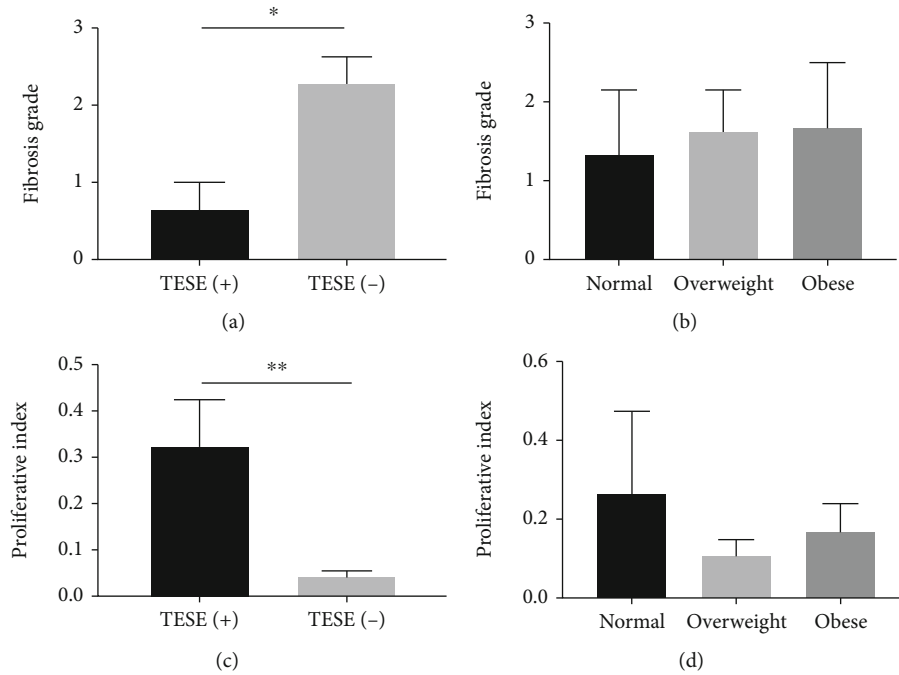 *
3
2
1
0
Fibrosis grade
TESE (+) TESE (–)
(a)
3
2
1
0
Fibrosis grade
Normal Overweight Obese
(b)
**
0.5
0.4
0.3
0.2
0.1
0.0
Proliferative index
TESE (+) TESE (–)
(c)
0.6
0.4
0.2
0.0
Proliferative index
Normal Overweight Obese
(d)